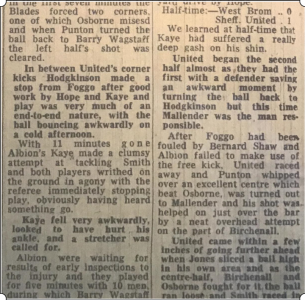 in the first seven minutes the
Blades forced two corners,
one of which Osborne misesd
and when Punton turned the
ball back to Barry Wagstaff
the left half's shot was
cleared.
In between United's corner
kicks Hodgkinson made a
stop from Foggo after good
work by Hope and Kaye and
play was very much of an
end-to-end nature, with the
ball bouncing awkwardly on
a cold afternoon.
With 11 minutes gone
Albion's Kaye made a clumsy
attempt at tackling Smith
and both players writhed on
the ground in agony with the
referee immediately stopping
play, obviously having heard
something go.
Kaye fell very awkwardly,
looked to have hurt his
ankle, and a stretcher was
called for.
Albion were waiting for
results of early inspections to
the injury and they played
for five minutes with 10 men,
during which Barry Wagstaff
Half-time:— West Brom .. 0
Sheff. United . 1
We learned at half-time that
Kaye had suffered a really
deep gash on his shin.
United began the second
half almost as they had the
first with a defender saving
an awkward moment by
turning the ball back to
Hodgkinson but this time
Mallender was the man res-
ponsible.
After Foggo had been
fouled by Bernard Shaw and
Albion failed to make use of
the free kick, United raced
away and Punton whipped
over an excellent centre which
beat Osborne, was turned out
to Mallender and his shot was
helped on just over the bar
by a neat overhead attempt
on the part of Birchenall.
United came within a few
inches of going further ahead
when Jones sliced a ball high
in his own area and as the
centre-half, Birchenall and
Osborne fought for it the ball
ran loose and Smith raced